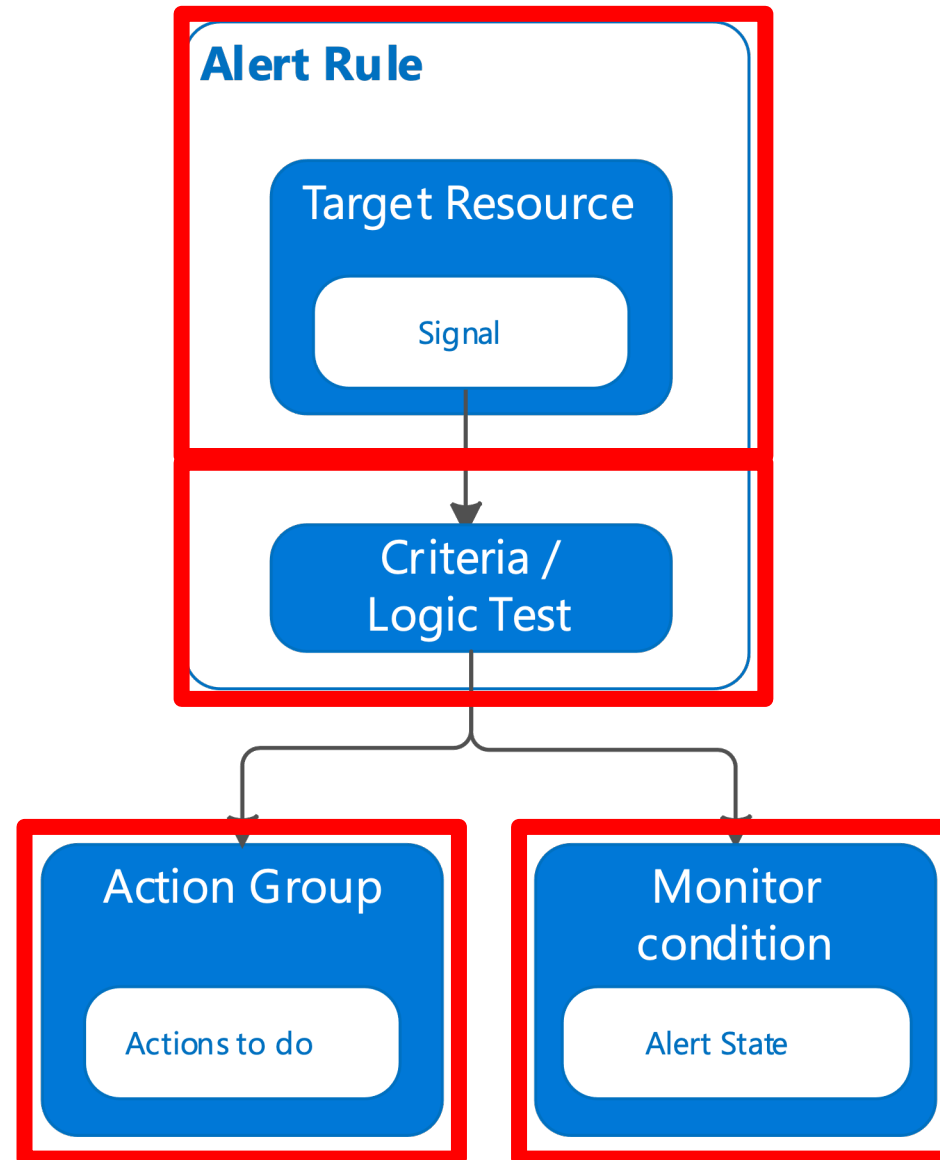 Alert Rule
Target Resource
Signal
Criteria /
Logic Test
Action Group
Actions to do
Monitor
condition
Alert State